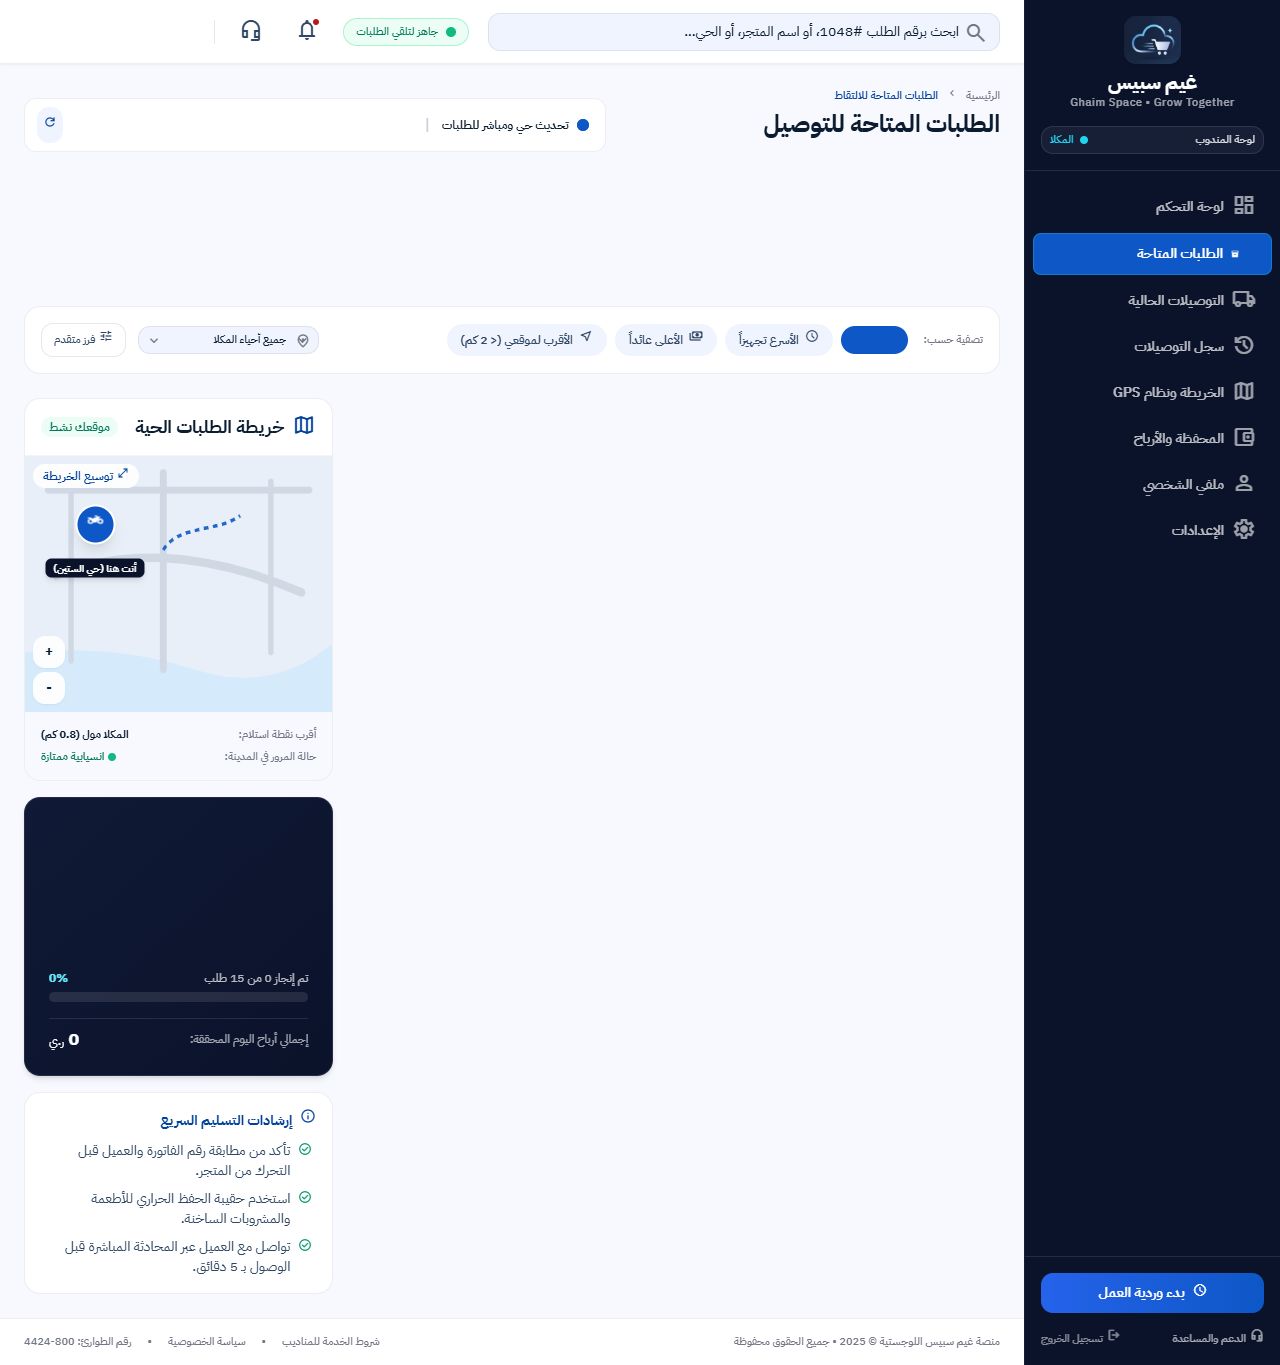 غيم سبيس
Ghaim Space • Grow Together
لوحة المندوب
المكلا
لوحة التحكم
الطلبات المتاحة
التوصيلات الحالية
سجل التوصيلات
الخريطة ونظام GPS
المحفظة والأرباح
ملفي الشخصي
الإعدادات
بدء وردية العمل
الدعم والمساعدة
تسجيل الخروج
ابحث برقم الطلب #1048، أو اسم المتجر، أو الحي...
جاهز لتلقي الطلبات
الرئيسية
الطلبات المتاحة للالتقاط
الطلبات المتاحة للتوصيل
تحديث حي ومباشر للطلبات
|
تصفية حسب:
الأسرع تجهيزاً
الأعلى عائداً
الأقرب لموقعي (< 2 كم)
جميع أحياء المكلا
فرز متقدم
خريطة الطلبات الحية
موقعك نشط
توسيع الخريطة
أنت هنا (حي الستين)
+
-
أقرب نقطة استلام:
المكلا مول (0.8 كم)
حالة المرور في المدينة:
انسيابية ممتازة
تم إنجاز 0 من 15 طلب
0%
إجمالي أرباح اليوم المحققة:
0 ر.ي
إرشادات التسليم السريع
تأكد من مطابقة رقم الفاتورة والعميل قبل
التحرك من المتجر.
استخدم حقيبة الحفظ الحراري للأطعمة
والمشروبات الساخنة.
تواصل مع العميل عبر المحادثة المباشرة قبل
الوصول بـ 5 دقائق.
منصة غيم سبيس اللوجستية © 2025 • جميع الحقوق محفوظة
شروط الخدمة للمناديب
•
سياسة الخصوصية
•
رقم الطوارئ: 800-4424